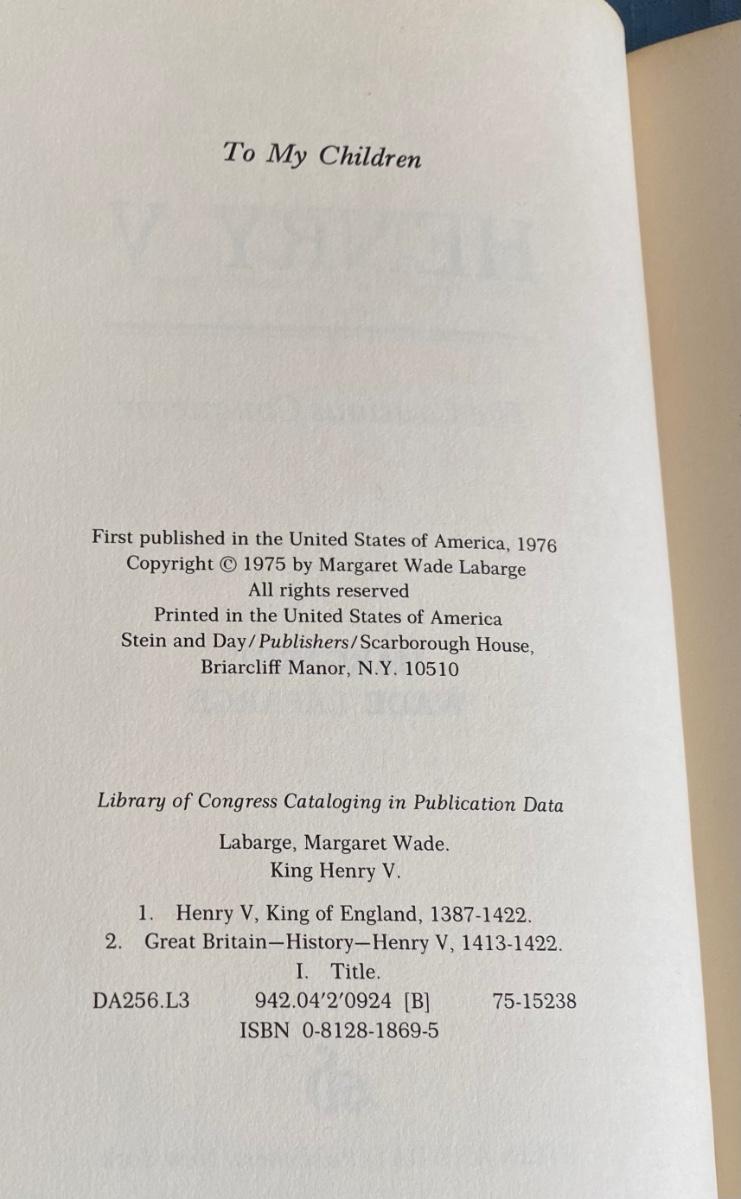 To My Children
HENRY V
First published in the United States of America, 1976
Copyright © 1975 by Margaret Wade Labarge
All rights reserved
Printed in the United States of America
Stein and Day/Publishers/Scarborough House,
Briarcliff Manor, N.Y. 10510
WADE LABARGE
Library of Congress Cataloging in Publication Data
Labarge, Margaret Wade.
King Henry V.
1. Henry V, King of England, 1387-1422.
2. Great Britain—History—Henry V, 1413-1422.
I. Title.
DA256.L3 942.04'2'0924 [B] 75-15238
ISBN 0-8128-1869-5